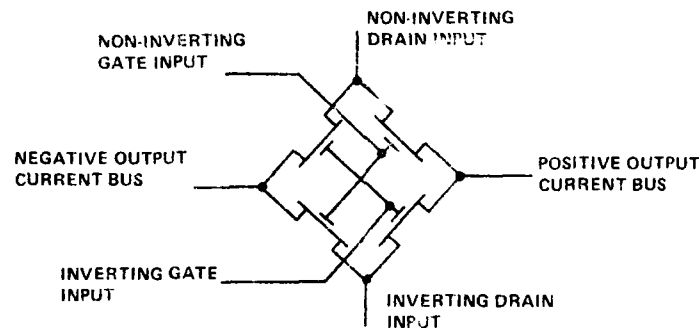 NON-INVERTING
DRAIN INPUT
NON-INVERTING
GATE INPUT
NEGATIVE OUTPUT
CURRENT BUS
POSITIVE OUTPUT
CURRENT BUS
INVERTING GATE
INPUT
INVERTING DRAIN
INPUT